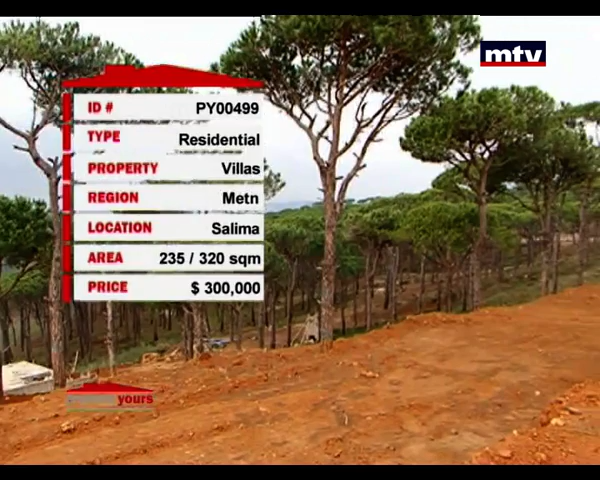 mtv
ID # PY00499
TYPE Residential
PROPERTY Villas
REGION Metn
LOCATION Salima
AREA 235 / 320 sqm
PRICE $ 300,000
yours